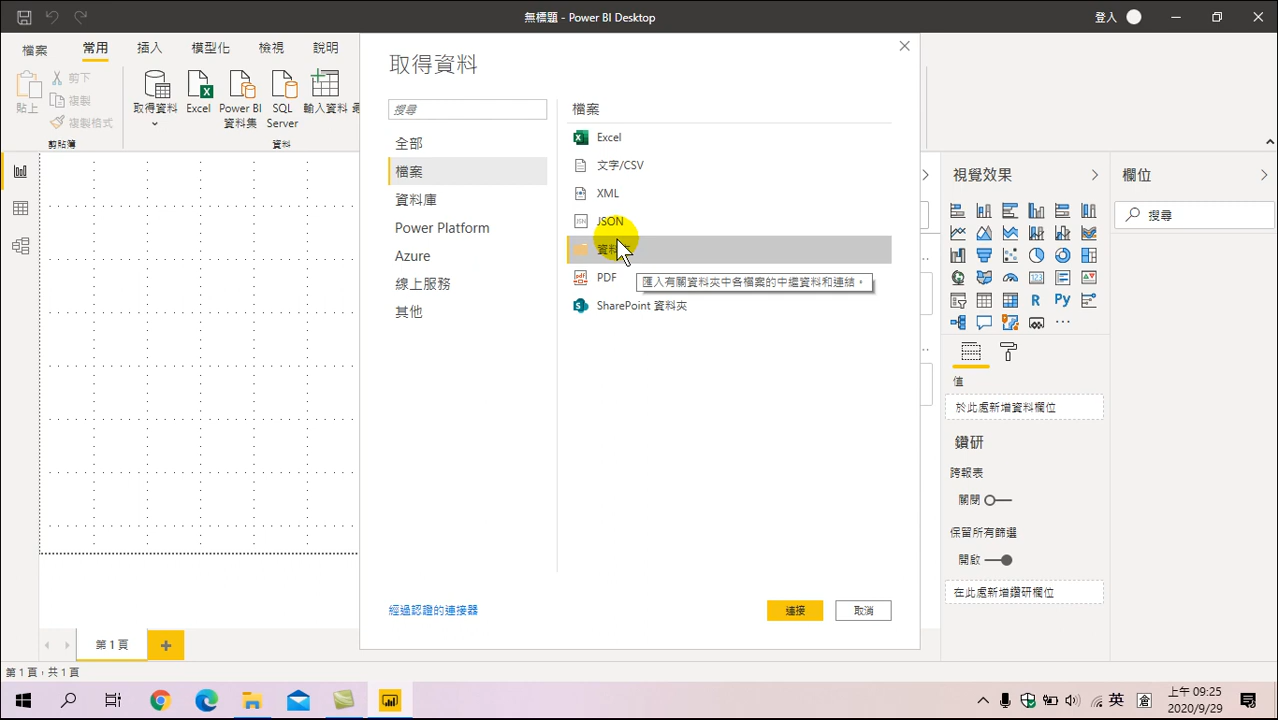 無標題 - Power BI Desktop
登入
檔案
常用
插入
模型化
檢視
說明
貼上
剪下
複製
複製格式
剪貼簿
取得資料
Excel
Power BI
資料集
SQL
Server
輸入資料
資料
取得資料
搜尋
全部
檔案
資料庫
Power Platform
Azure
線上服務
其他
檔案
Excel
文字/CSV
XML
JSON
PDF
匯入有關資料夾中各檔案的中繼資料和連結。
SharePoint 資料夾
經過認證的連接器
連接
取消
視覺效果
R
Py
值
於此處新增資料欄位
鑽研
跨報表
關閉
保留所有篩選
開啟
在此處新增鑽研欄位
欄位
搜尋
第 1 頁
第 1 頁，共 1 頁
英
倉
上午 09:25
2020/9/29